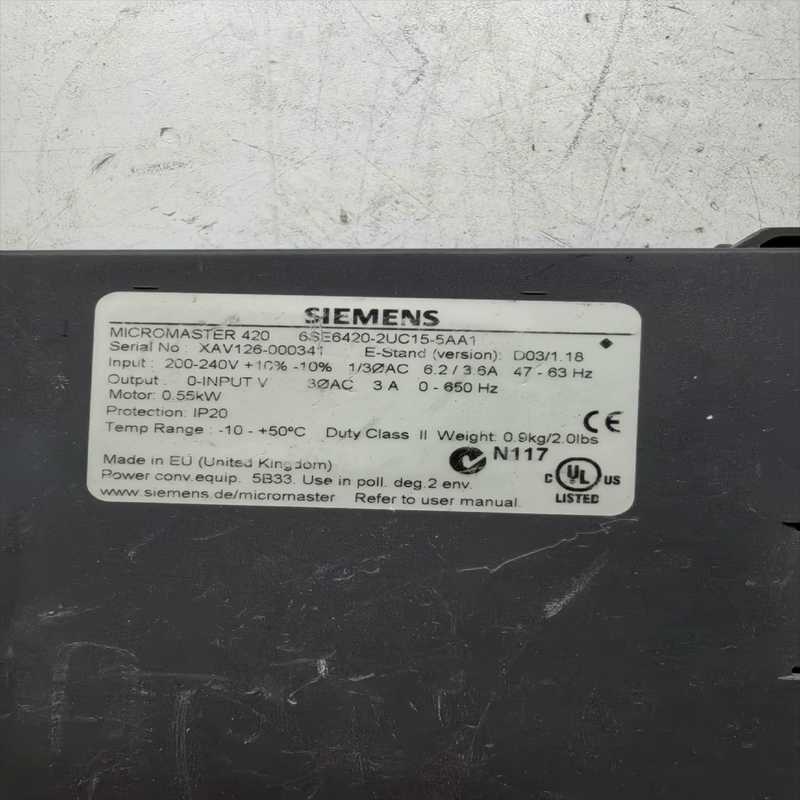 SIEMENS
MICROMASTER 420 6SE6420-2UC15-5AA1
Serial No : XAV126-000341 E-Stand (version): D03/1.18
Input : 200-240V +10% -10% 1/3ØAC 6.2 / 3.6A 47 - 63 Hz
Output : 0-INPUT V 3ØAC 3 A 0 - 650 Hz
Motor: 0.55kW
Protection: IP20
Temp Range : -10 - +50°C Duty Class II Weight: 0.9kg/2.0lbs
CE
Made in EU (United Kingdom) N117
Power conv.equip. 5B33. Use in poll. deg.2 env. C UL US
www.siemens.de/micromaster Refer to user manual. LISTED